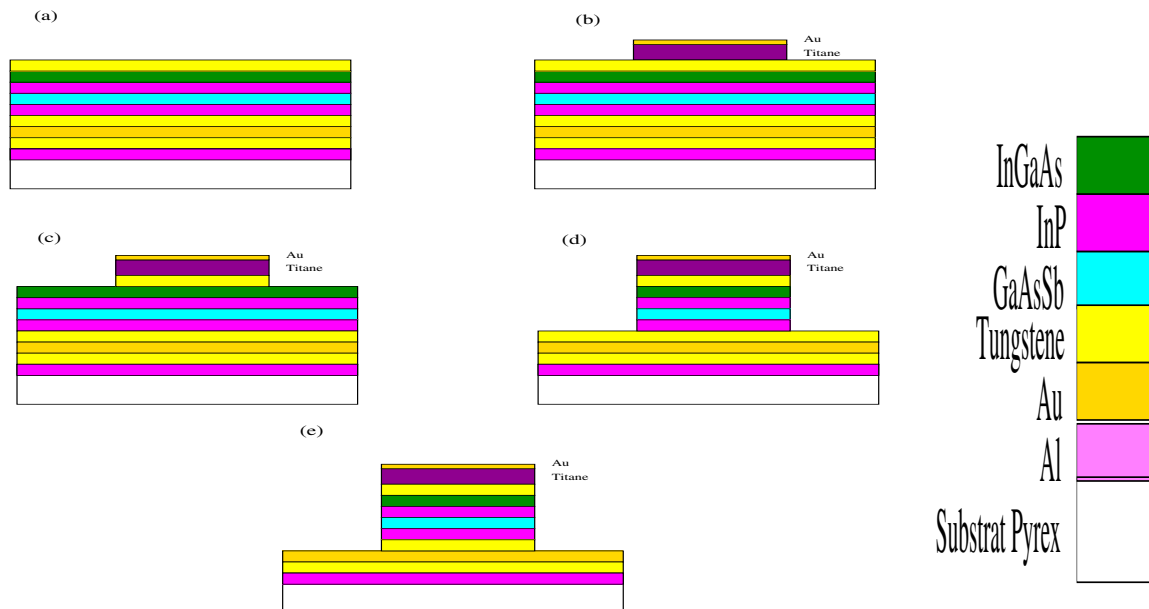 (a)
(b)
Au
Titane
(c)
Au
Titane
(d)
Au
Titane
(e)
Au
Titane
InGaAs
InP
GaAsSb
Tungstene
Au
Al
Substrat Pyrex